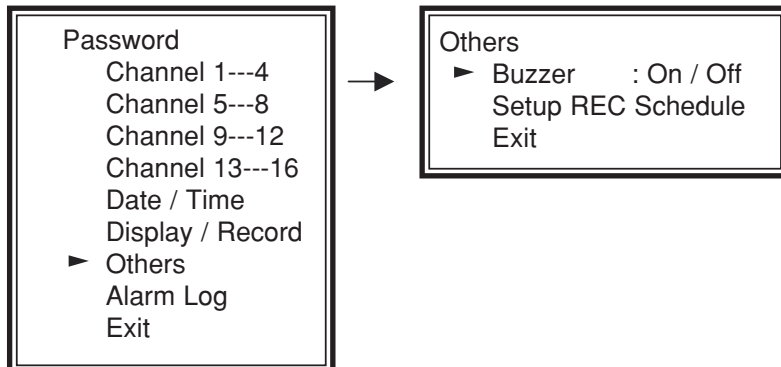 Password
Channel 1---4
Channel 5---8
Channel 9---12
Channel 13---16
Date / Time
Display / Record
Others
Alarm Log
Exit
Others
Buzzer : On / Off
Setup REC Schedule
Exit